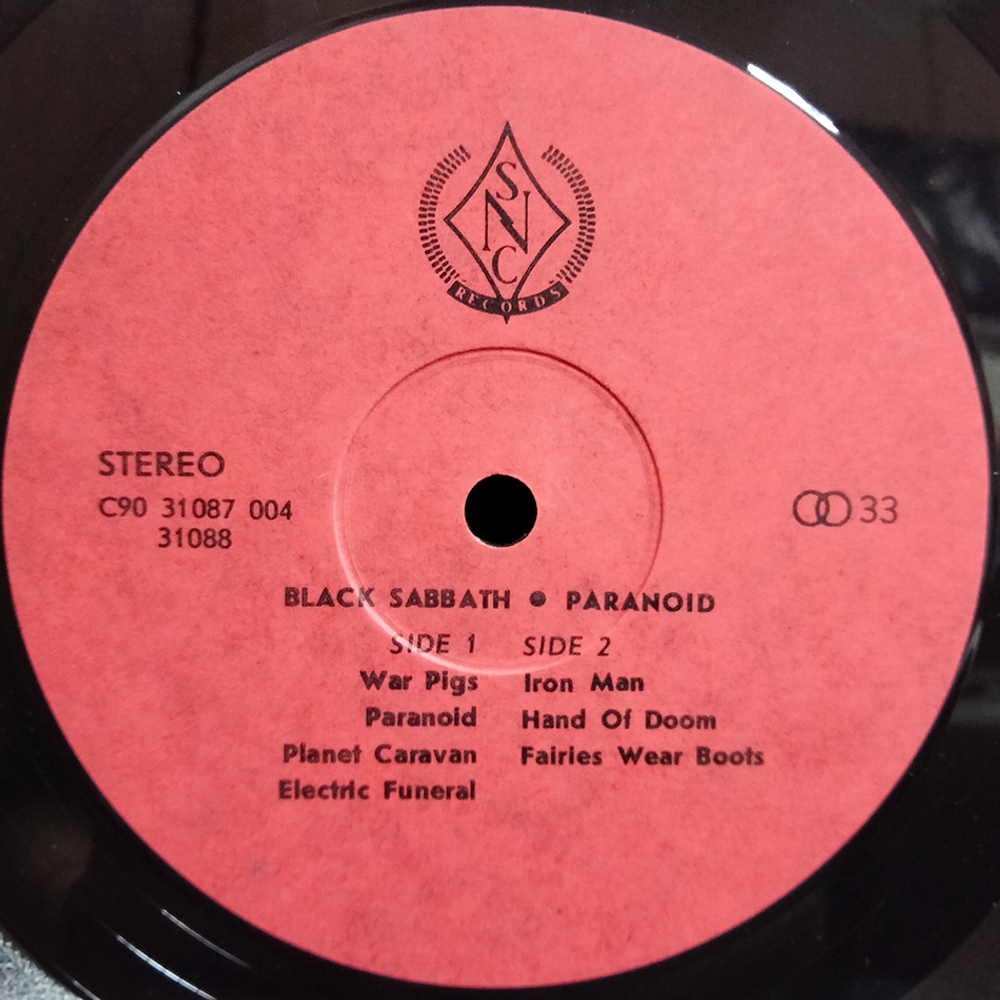 SNC
RECORDS
STEREO
C90 31087 004
31088
33
BLACK SABBATH • PARANOID
SIDE 1 SIDE 2
War Pigs Iron Man
Paranoid Hand Of Doom
Planet Caravan Fairies Wear Boots
Electric Funeral